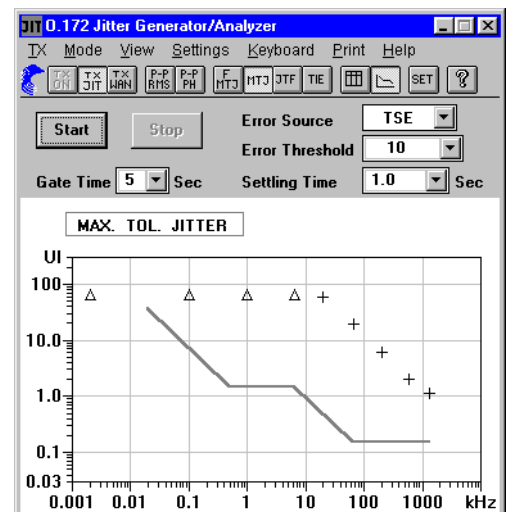 JIT O.172 Jitter Generator/Analyzer
TX Mode View Settings Keyboard Print Help
TX ON TX JIT TX WAN P-P RMS P-P PH F MTJ MTJ JTF TIE SET ?
Start Stop Error Source TSE
Error Threshold 10
Gate Time 5 Sec Settling Time 1.0 Sec
MAX. TOL. JITTER
UI
100
10.0
1.0
0.1
0.03
0.001 0.01 0.1 1 10 100 1000 kHz